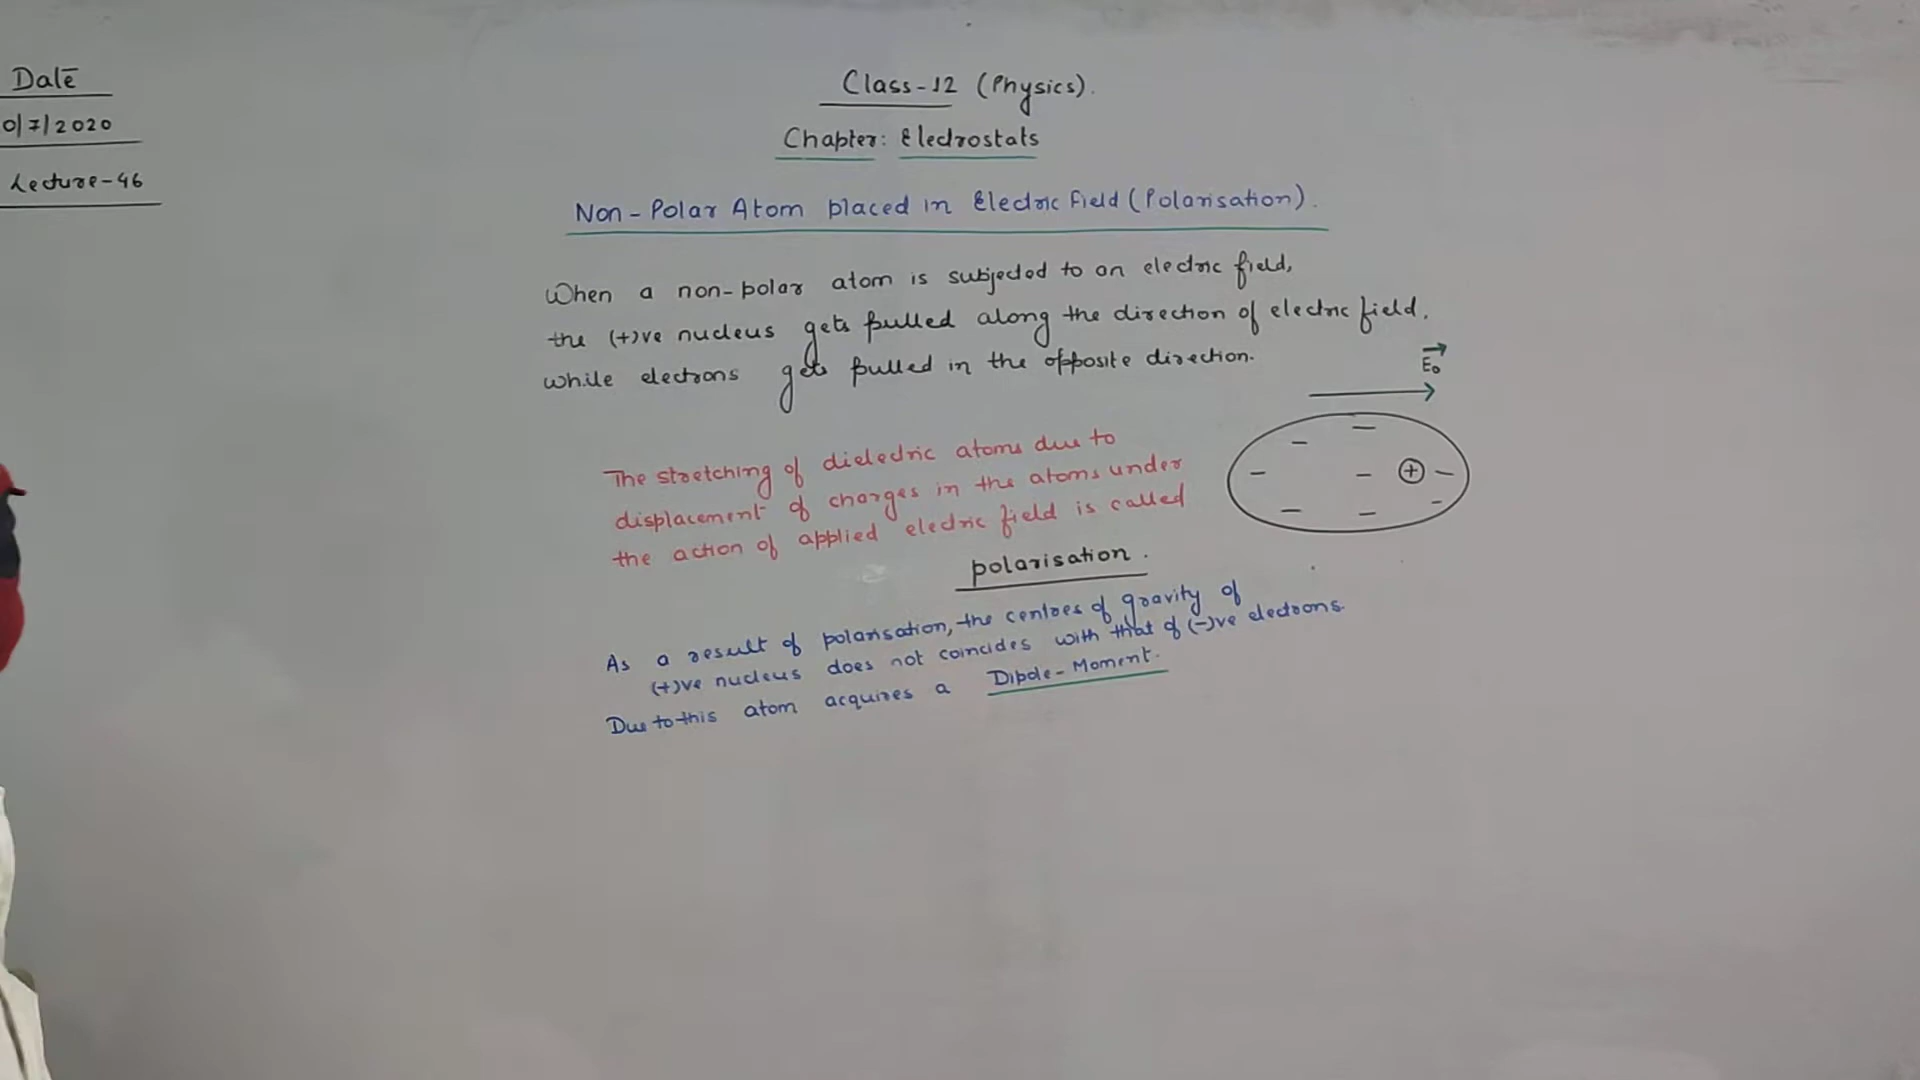 Date
0/7/2020
Lecture-46
Class-12 (Physics).
Chapter: Electrostats
Non-Polar Atom placed in Electric Field (Polarisation).
When a non-polar atom is subjected to an electric field,
the (+)ve nucleus gets pulled along the direction of electric field.
while electrons gets pulled in the opposite direction.
E₀
The stretching of dielectric atoms due to
displacement of charges in the atoms under
the action of applied electric field is called
polarisation.
As a result of polarisation, the centres of gravity of
(+)ve nucleus does not coincides with that of (-)ve electrons.
Due to this atom acquires a Dipole-Moment.